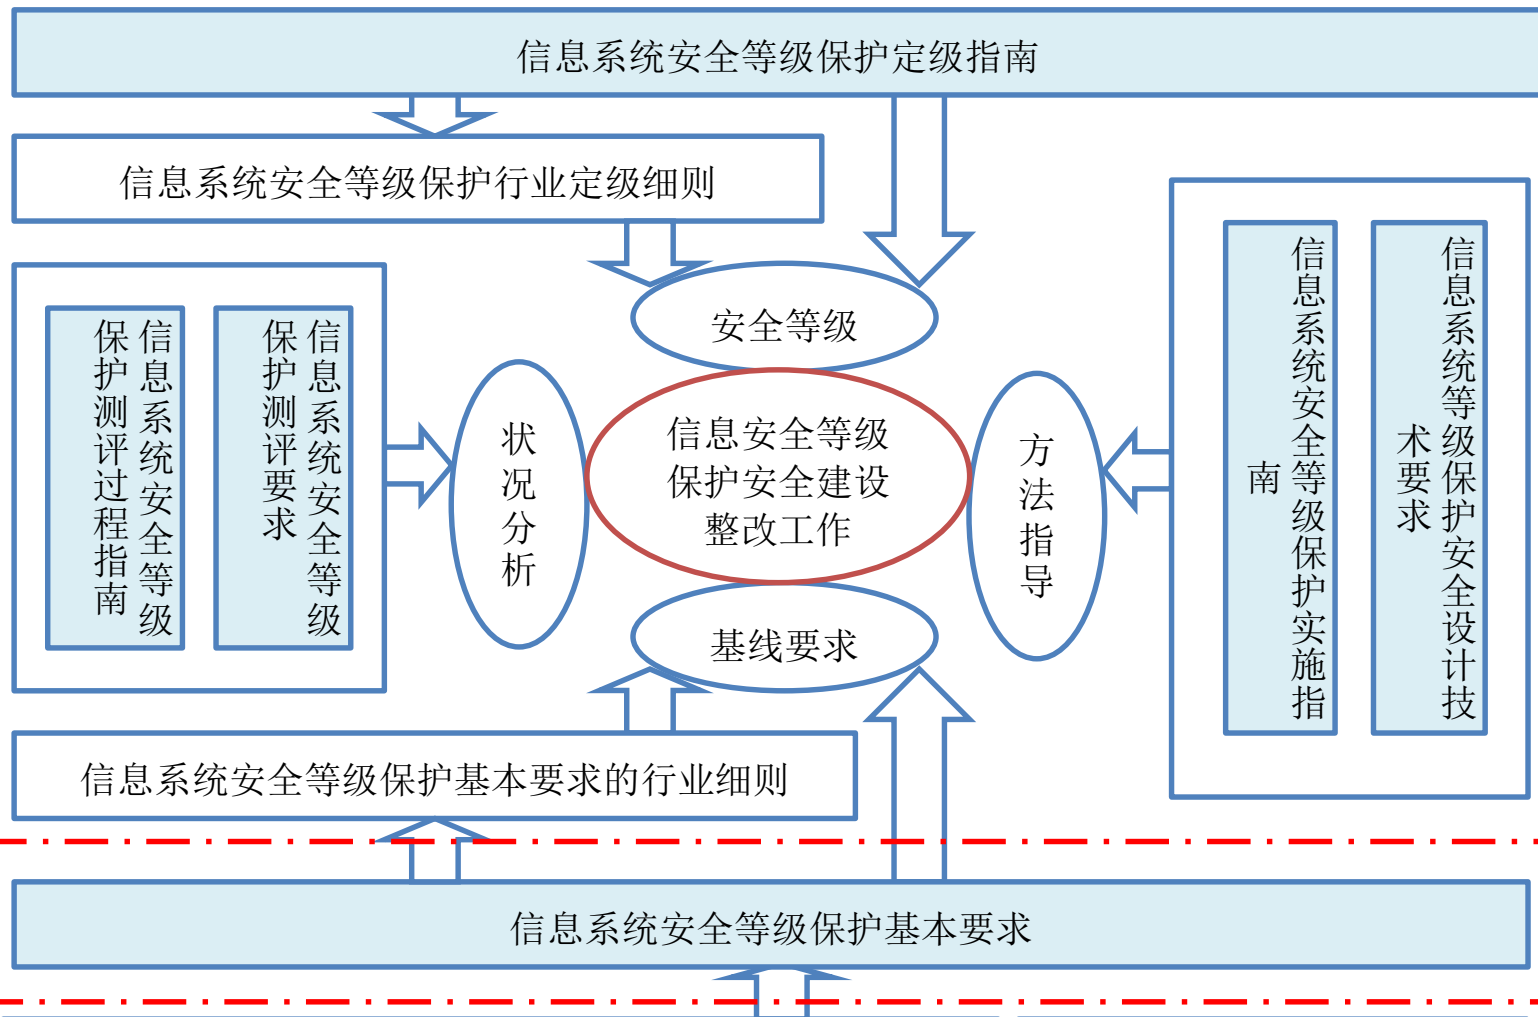 信息系统安全等级保护定级指南
信息系统安全等级保护行业定级细则
信息系统安全等级
保护测评过程指南
信息系统安全等级
保护测评要求
状况分析
安全等级
信息安全等级
保护安全建设
整改工作
基线要求
方法指导
信息系统安全等级保护实施指
南
信息系统等级保护安全设计技
术要求
信息系统安全等级保护基本要求的行业细则
信息系统安全等级保护基本要求